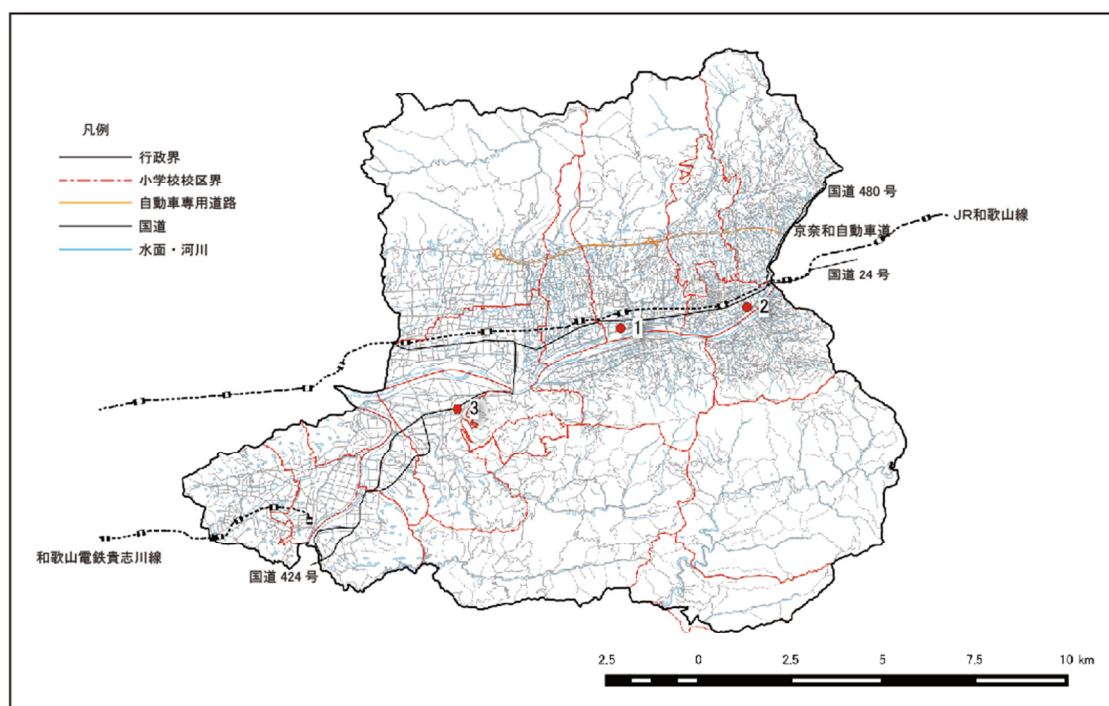 凡例
行政界
小学校校区界
自動車専用道路
国道
水面・河川
国道 480 号
JR和歌山線
京奈和自動車道
国道 24 号
2
1
3
和歌山電鉄貴志川線
国道 424 号
2.5 0 2.5 5 7.5 10 km